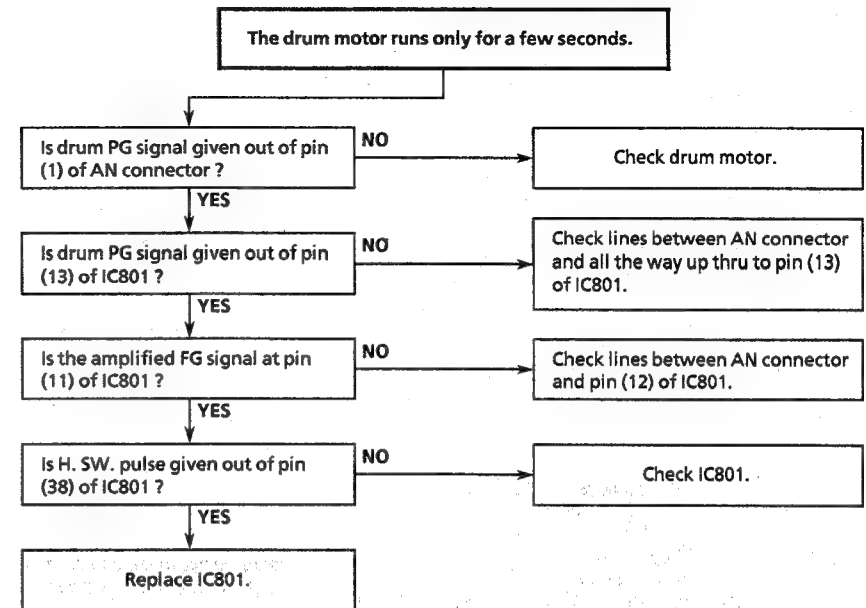 The drum motor runs only for a few seconds.
Is drum PG signal given out of pin
(1) of AN connector ?
NO
Check drum motor.
YES
Is drum PG signal given out of pin
(13) of IC801 ?
NO
Check lines between AN connector
and all the way up thru to pin (13)
of IC801.
YES
Is the amplified FG signal at pin
(11) of IC801 ?
NO
Check lines between AN connector
and pin (12) of IC801.
YES
Is H. SW. pulse given out of pin
(38) of IC801 ?
NO
Check IC801.
YES
Replace IC801.